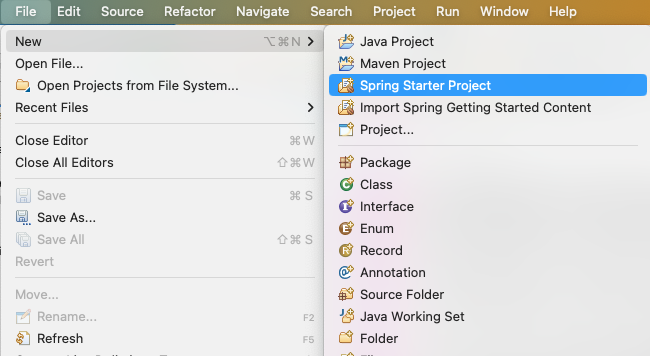 File Edit Source Refactor Navigate Search Project Run Window Help
New ⌥⌘N
Open File...
Open Projects from File System...
Recent Files
Close Editor ⌘W
Close All Editors ⇧⌘W
Save ⌘S
Save As...
Save All ⇧⌘S
Revert
Move...
Rename... F2
Refresh F5
Java Project
Maven Project
Spring Starter Project
Import Spring Getting Started Content
Project...
Package
Class
Interface
Enum
Record
Annotation
Source Folder
Java Working Set
Folder